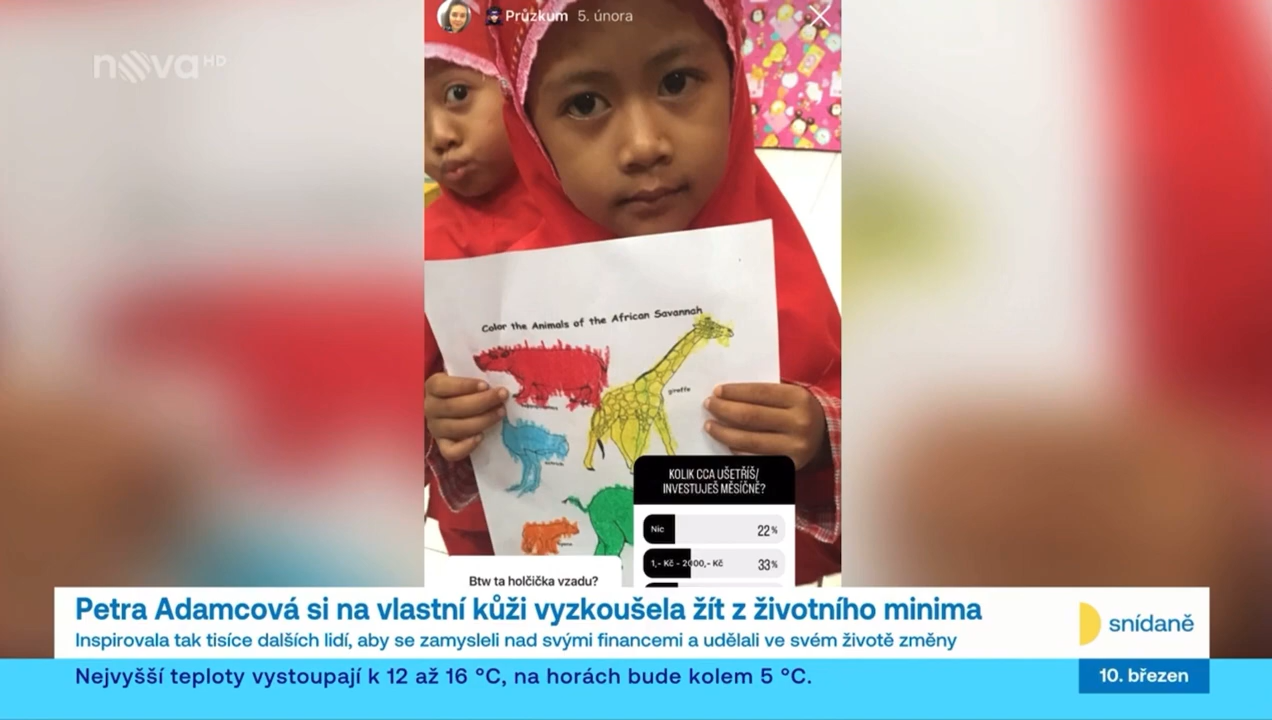 nova HD
Průzkum 5. února
Color the Animals of the African Savannah
giraffe
KOLIK CCA UŠETŘÍŠ/
INVESTUJEŠ MĚSÍČNĚ?
Nic 22%
1,- Kč - 2000,- Kč 33%
Btw ta holčička vzadu?
Petra Adamcová si na vlastní kůži vyzkoušela žít z životního minima
Inspirovala tak tisíce dalších lidí, aby se zamysleli nad svými financemi a udělali ve svém životě změny
snídaně
Nejvyšší teploty vystoupají k 12 až 16 °C, na horách bude kolem 5 °C.
10. březen